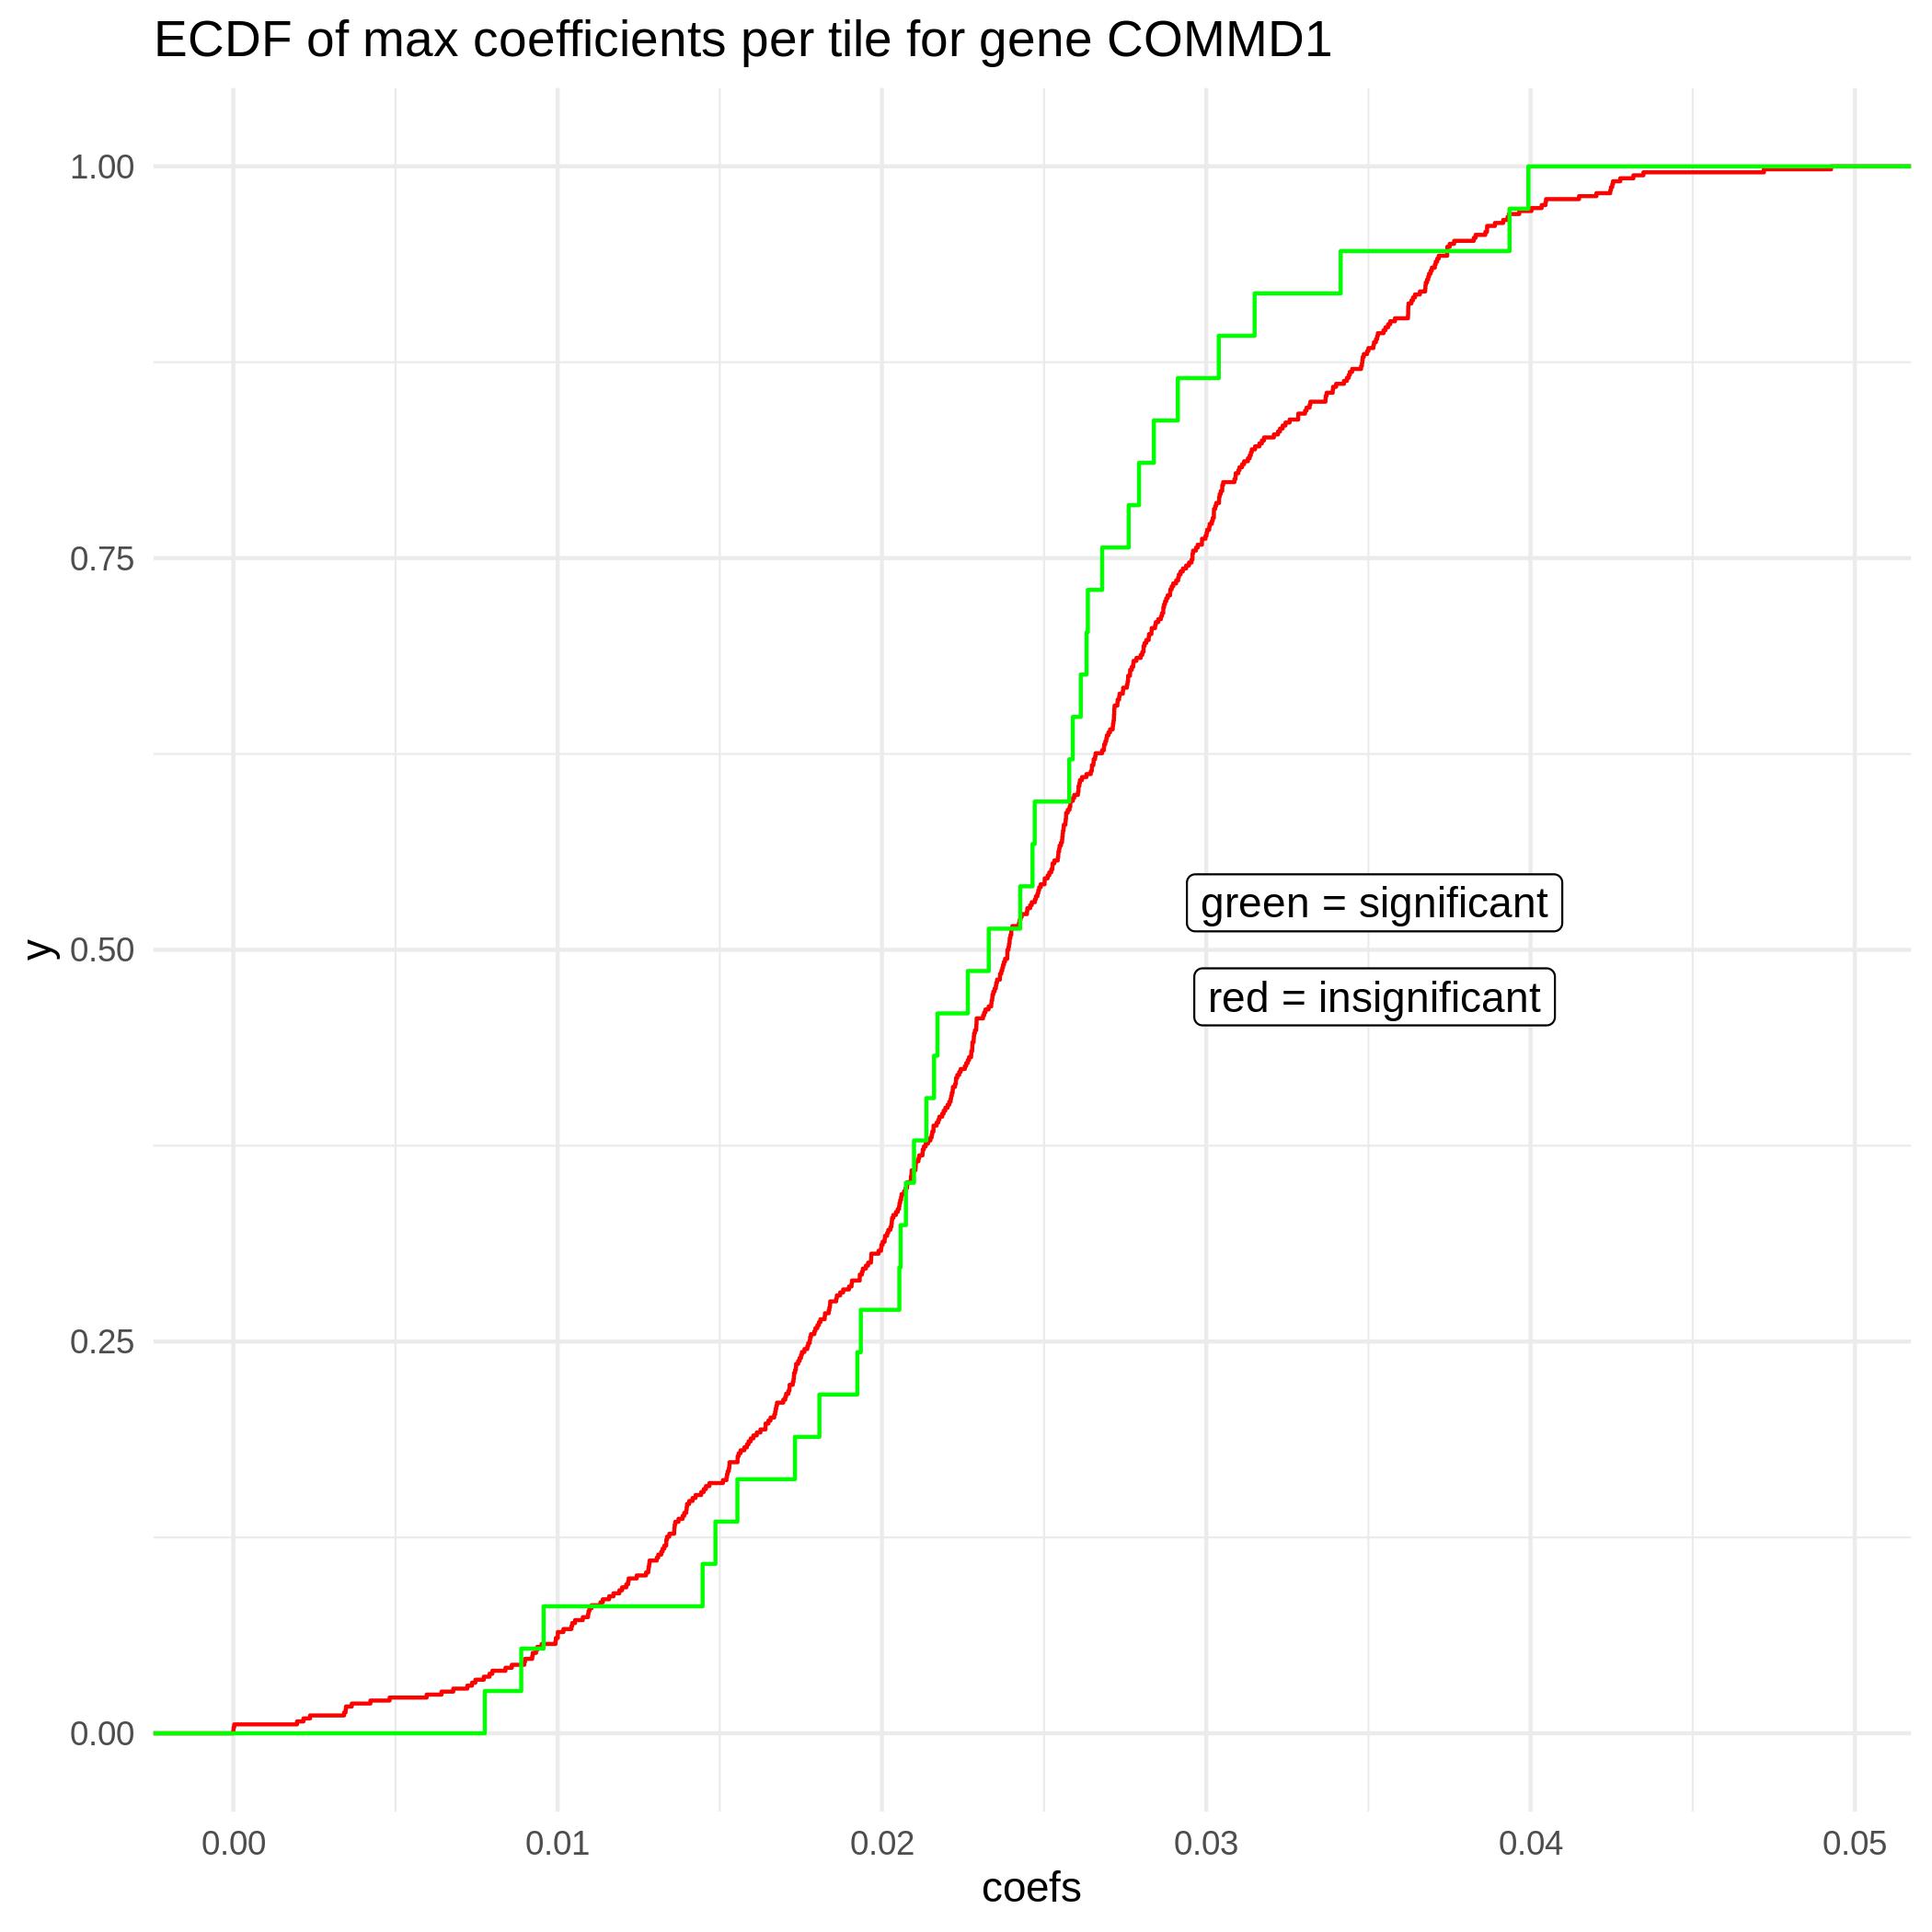 ECDF of max coefficients per tile for gene COMMD1
1.00
0.75
0.50
0.25
0.00
y
green = significant
red = insignificant
0.00 0.01 0.02 0.03 0.04 0.05
coefs